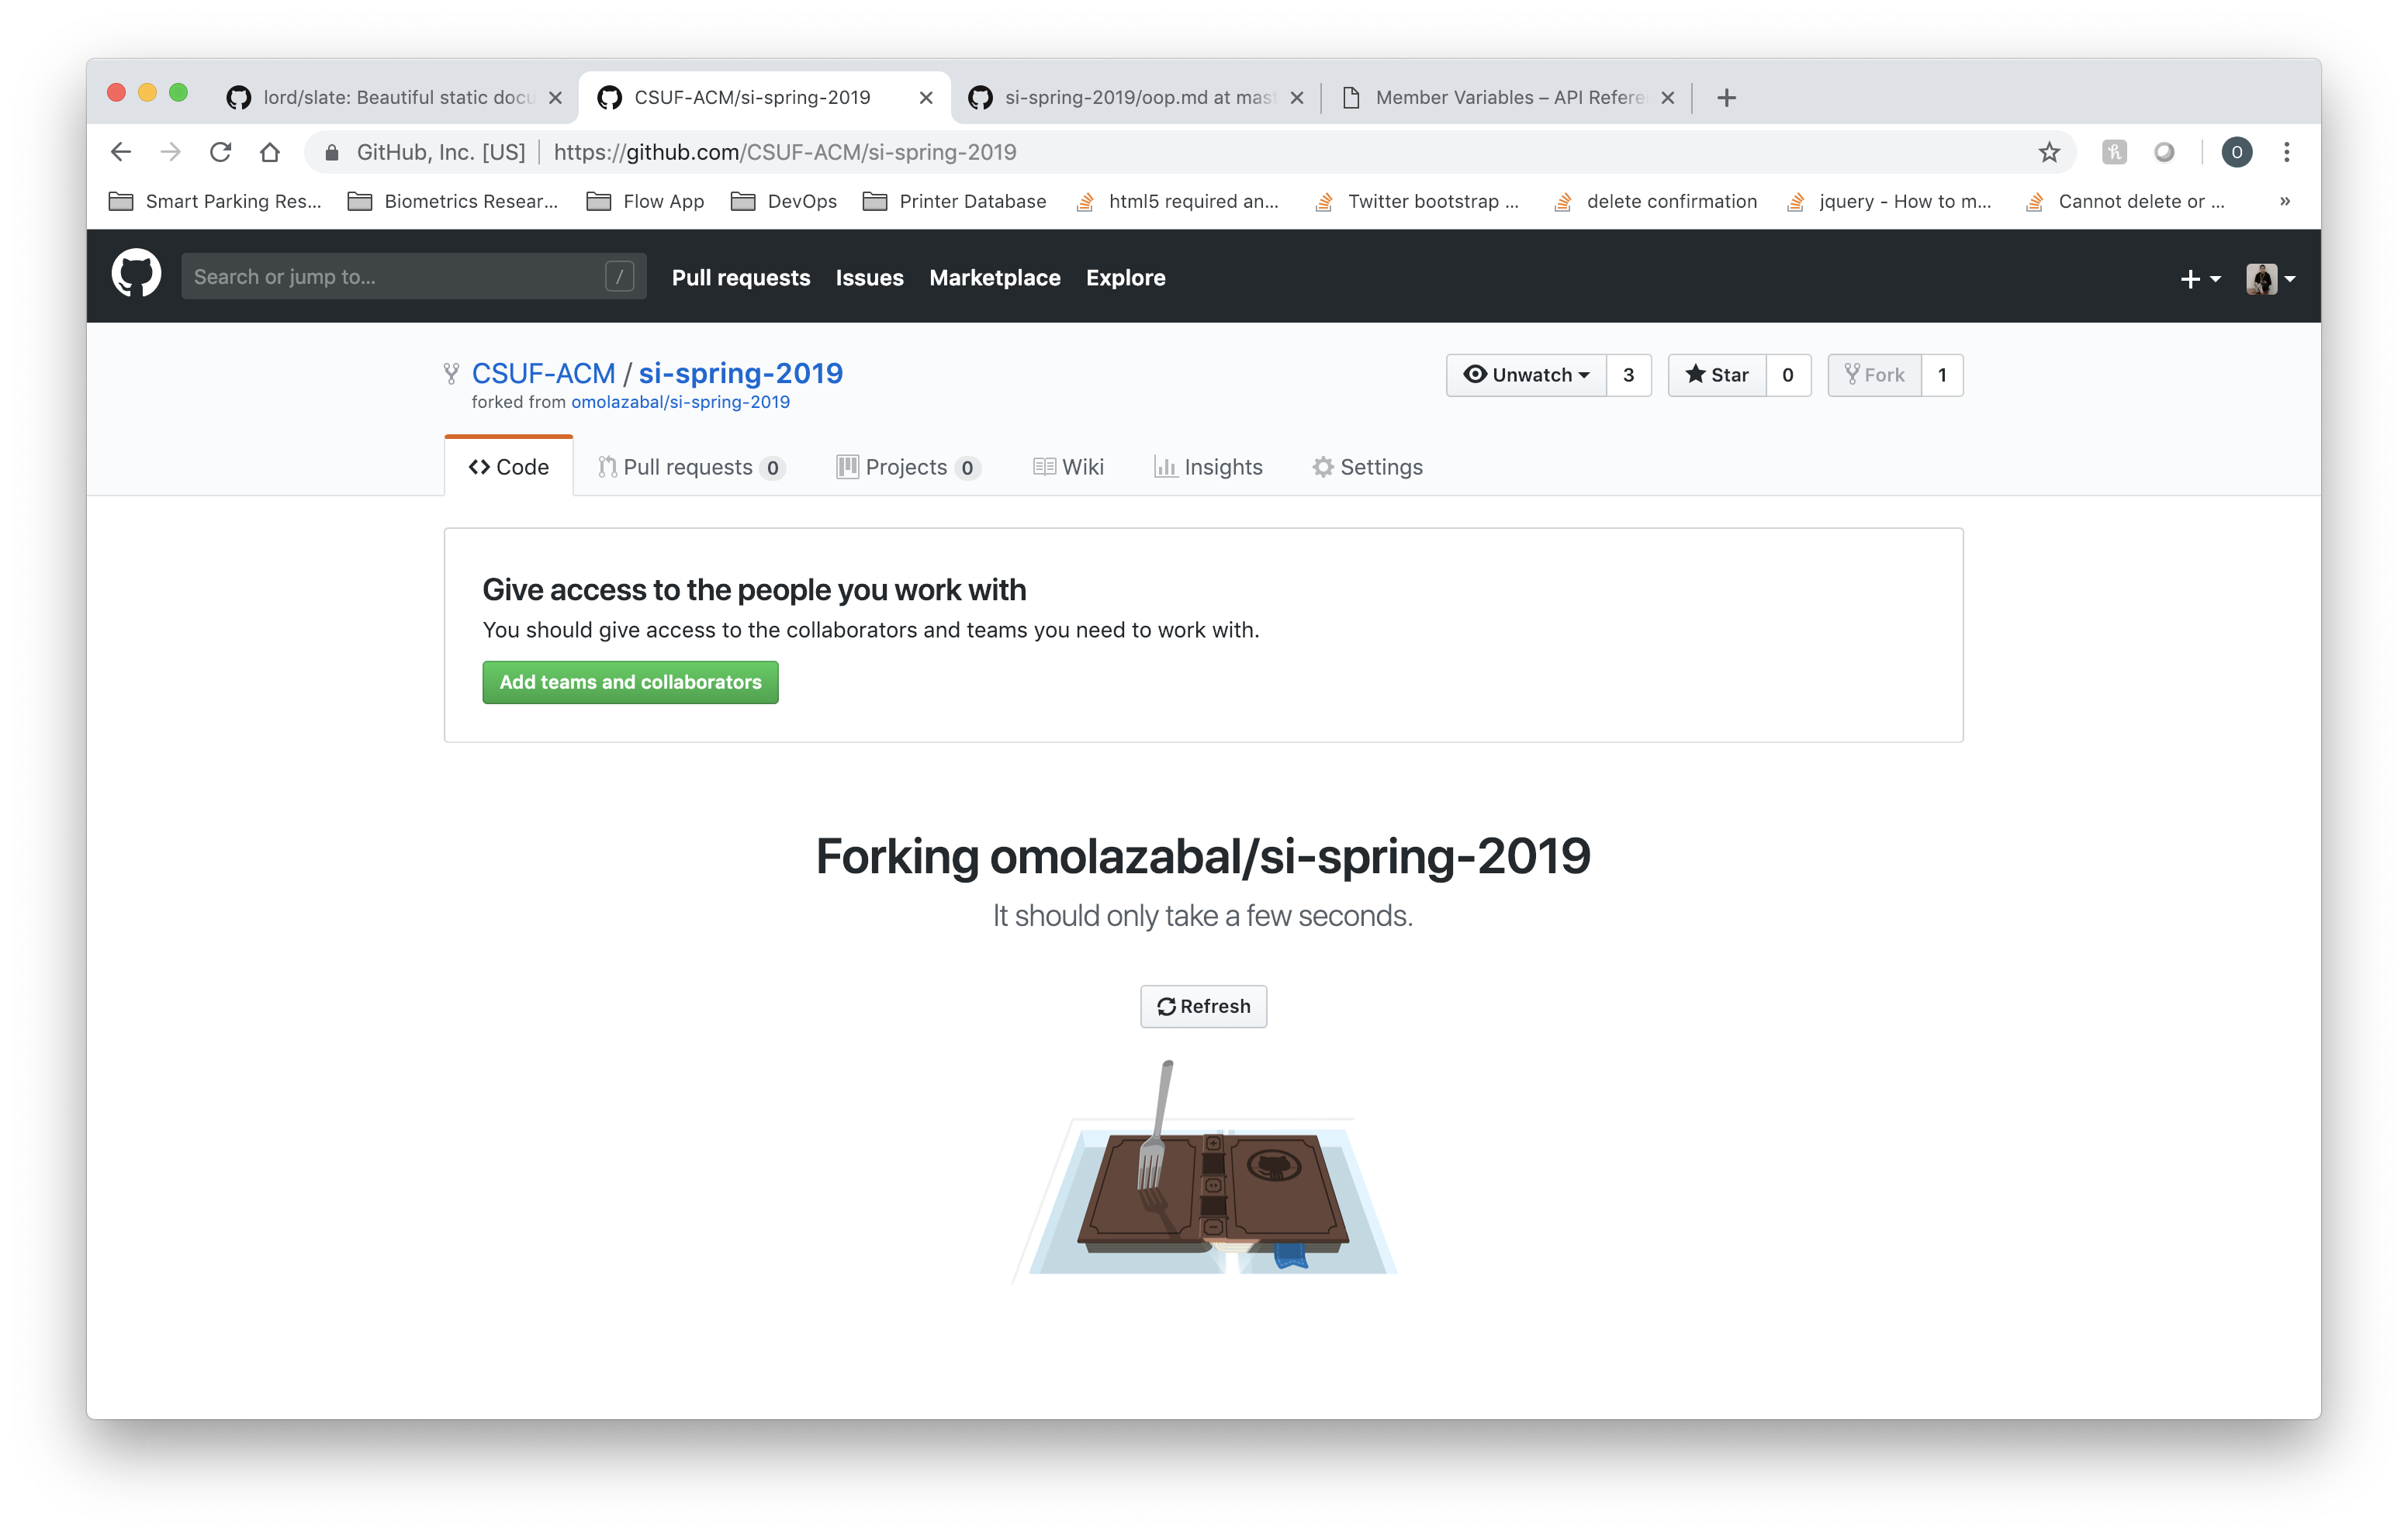 lord/slate: Beautiful static docu
CSUF-ACM/si-spring-2019
si-spring-2019/oop.md at mast
Member Variables – API Refere
GitHub, Inc. [US] https://github.com/CSUF-ACM/si-spring-2019
O
Smart Parking Res... Biometrics Resear... Flow App DevOps Printer Database html5 required an... Twitter bootstrap ... delete confirmation jquery - How to m... Cannot delete or ... »
Search or jump to... / Pull requests Issues Marketplace Explore
CSUF-ACM / si-spring-2019
forked from omolazabal/si-spring-2019
Unwatch 3 Star 0 Fork 1
Code Pull requests 0 Projects 0 Wiki Insights Settings
Give access to the people you work with
You should give access to the collaborators and teams you need to work with.
Add teams and collaborators
Forking omolazabal/si-spring-2019
It should only take a few seconds.
Refresh